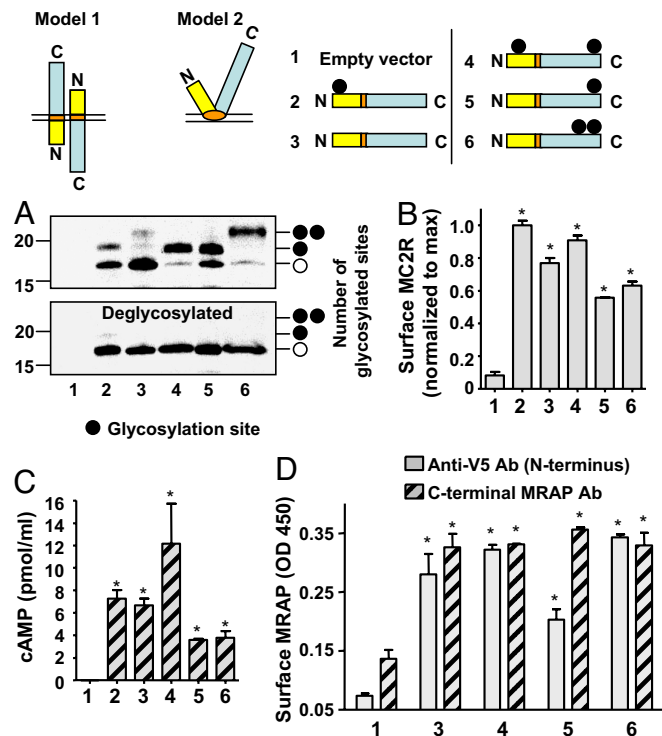 Model 1
Model 2
C
N
N
C
N
C
1 Empty vector
2 N C
3 N C
4 N C
5 N C
6 N C
A
20
15
Deglycosylated
20
15
1 2 3 4 5 6
Number of
glycosylated sites
Glycosylation site
B
Surface MC2R
(normalized to max)
1.0
0.8
0.6
0.4
0.2
0
* * * * *
1 2 3 4 5 6
C
cAMP (pmol/ml)
16
14
12
10
8
6
4
2
0
* * * * *
1 2 3 4 5 6
D
Anti-V5 Ab (N-terminus)
C-terminal MRAP Ab
Surface MRAP (OD 450)
0.35
0.25
0.15
0.05
* * * * * * * *
1 3 4 5 6